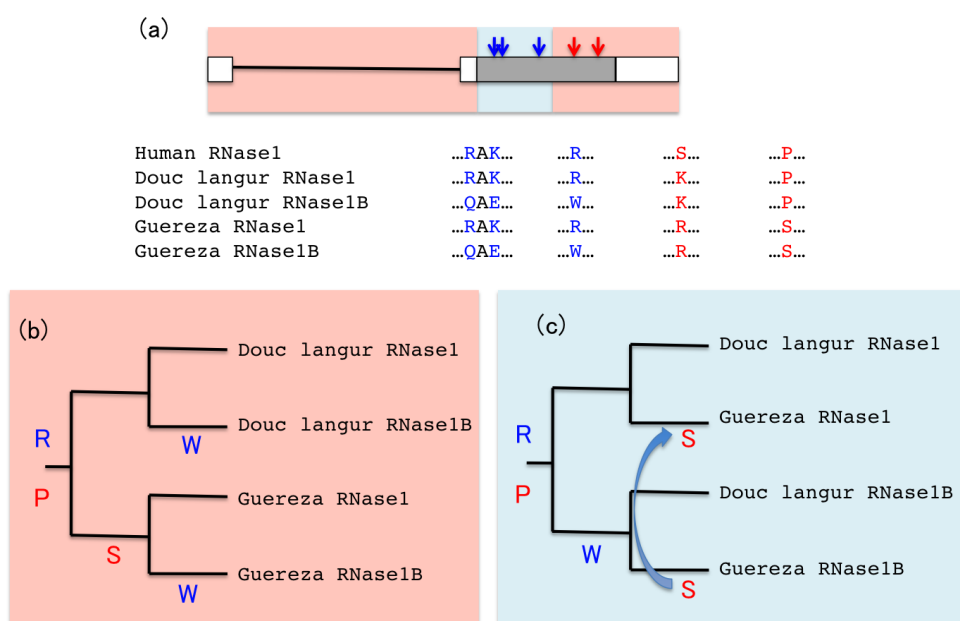 (a)
Human RNase1 …RAK… …R… …S… …P…
Douc langur RNase1 …RAK… …R… …K… …P…
Douc langur RNase1B …QAE… …W… …K… …P…
Guereza RNase1 …RAK… …R… …R… …S…
Guereza RNase1B …QAE… …W… …R… …S…
(b)
Douc langur RNase1
Douc langur RNase1B
R
W
P
Guereza RNase1
S
Guereza RNase1B
W
(c)
Douc langur RNase1
Guereza RNase1
R
S
P
Douc langur RNase1B
W
Guereza RNase1B
S